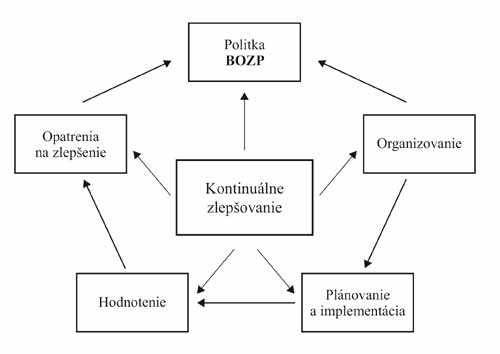 Politka
BOZP
Opatrenia
na zlepšenie
Organizovanie
Kontinuálne
zlepšovanie
Hodnotenie
Plánovanie
a implementácia